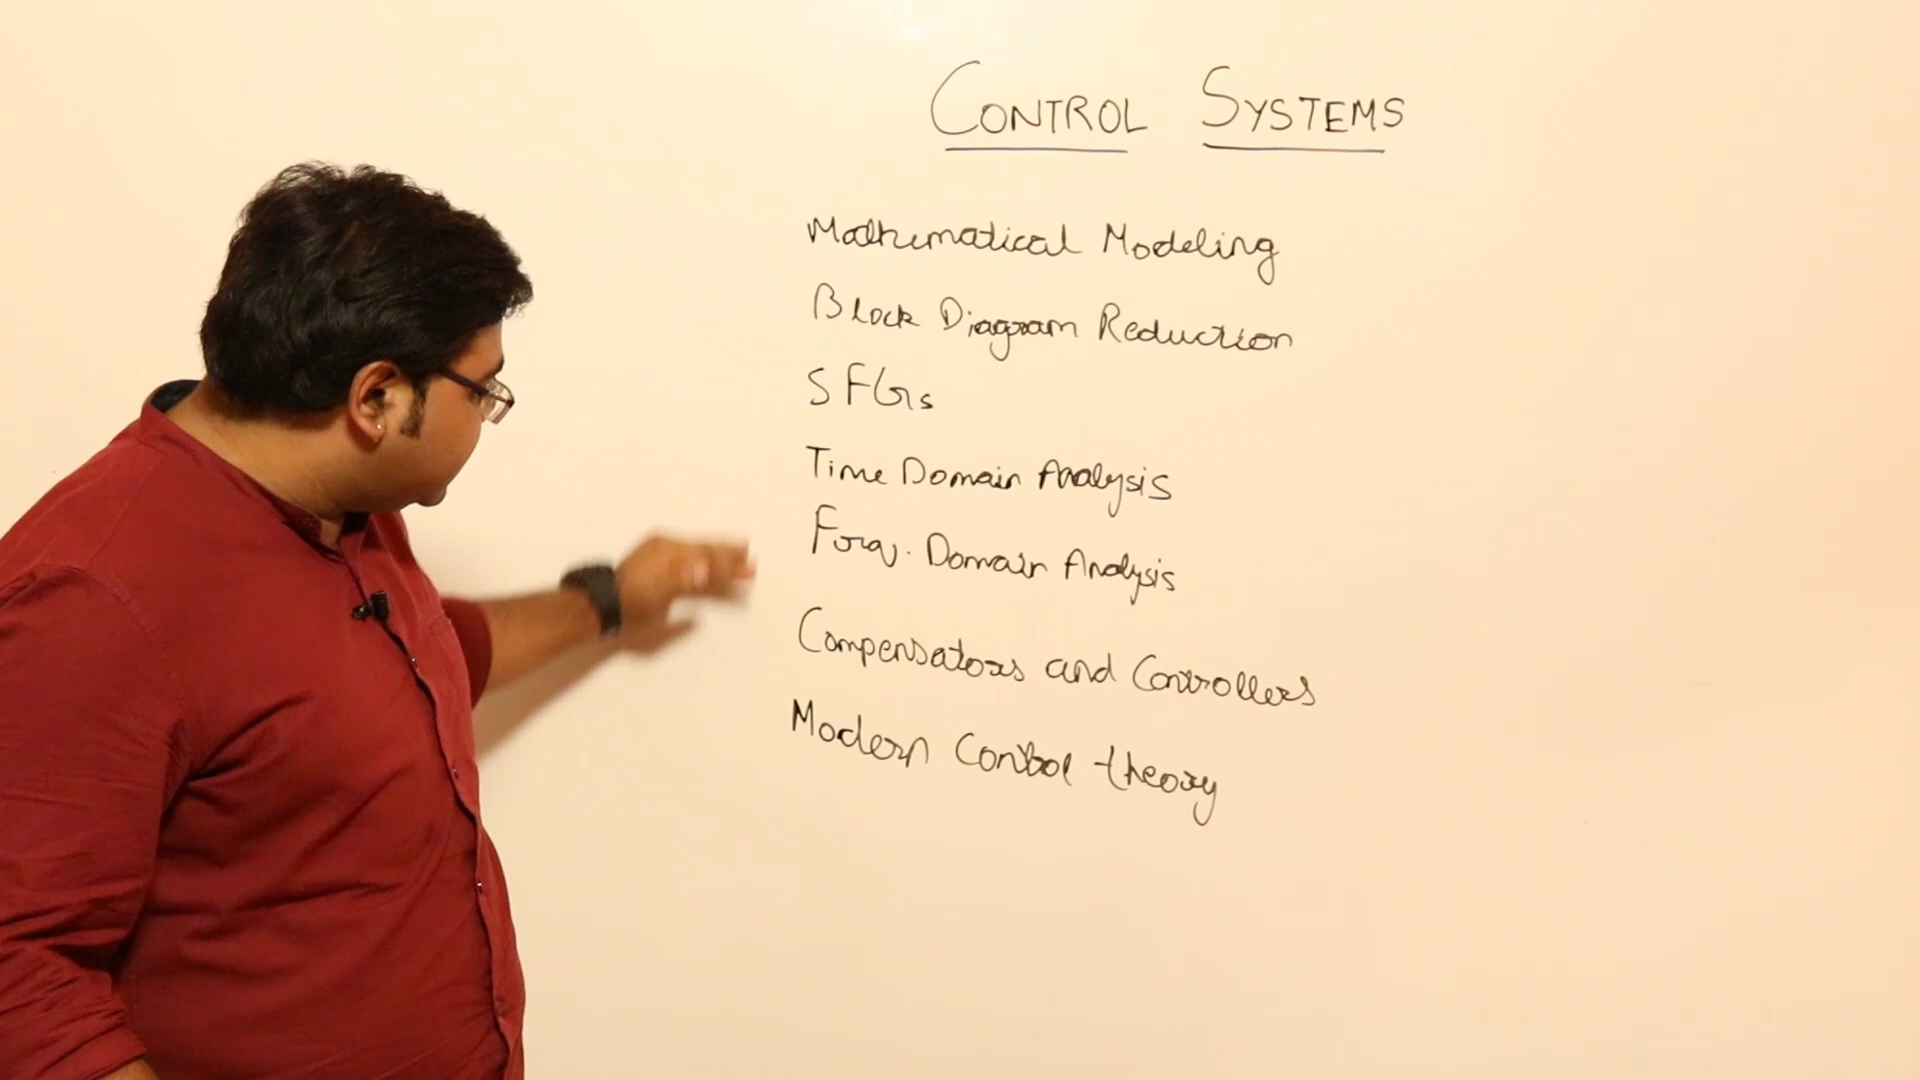 CONTROL SYSTEMS
Mathematical Modeling
Block Diagram Reduction
SFGs
Time Domain Analysis
Freq. Domain Analysis
Compensators and Controllers
Modern Control theory